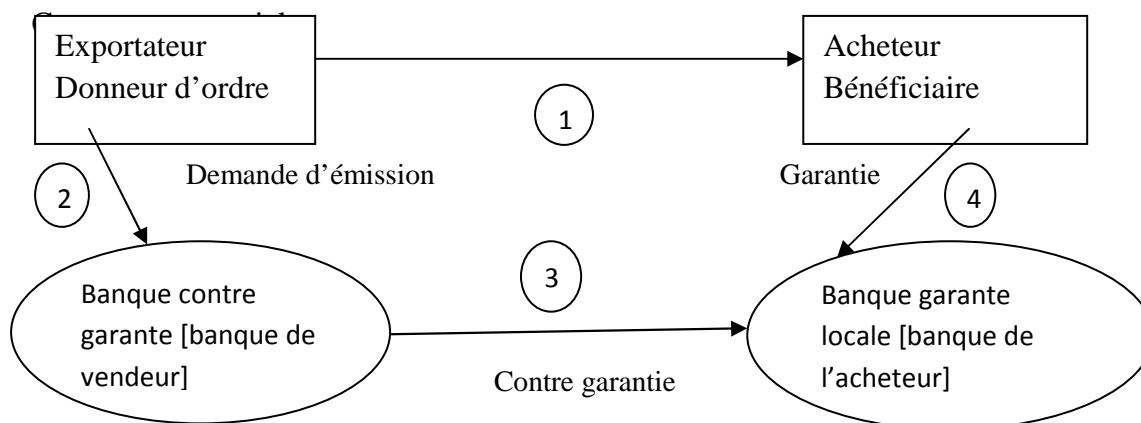 Exportateur
Donneur d’ordre
Acheteur
Bénéficiaire
1
2
Demande d’émission
Garantie
4
3
Banque contre
garante [banque de
vendeur]
Banque garante
locale [banque de
l’acheteur]
Contre garantie